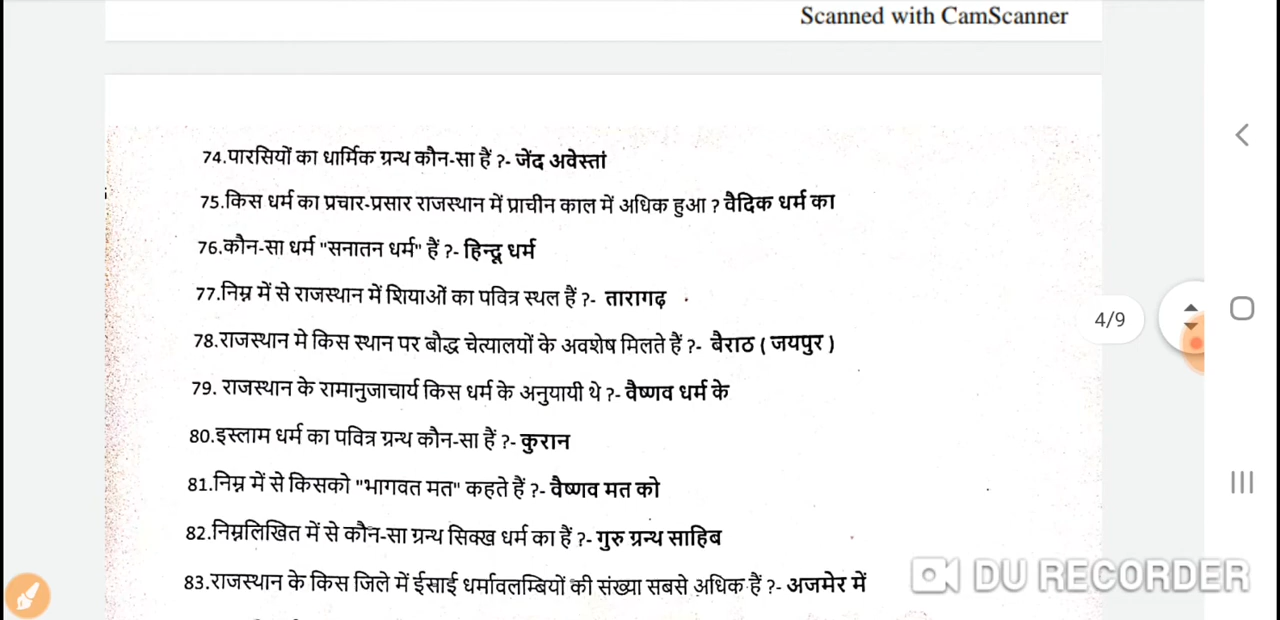 Scanned with CamScanner
74.पारसियों का धार्मिक ग्रन्थ कौन-सा हैं ?- जेंद अवेस्तां
75.किस धर्म का प्रचार-प्रसार राजस्थान में प्राचीन काल में अधिक हुआ ? वैदिक धर्म का
76.कौन-सा धर्म "सनातन धर्म" हैं ?- हिन्दू धर्म
77.निम्न में से राजस्थान में शियाओं का पवित्र स्थल हैं ?- तारागढ़
4/9
78.राजस्थान मे किस स्थान पर बौद्ध चेत्यालयों के अवशेष मिलते हैं ?- बैराठ ( जयपुर )
79. राजस्थान के रामानुजाचार्य किस धर्म के अनुयायी थे ?- वैष्णव धर्म के
80.इस्लाम धर्म का पवित्र ग्रन्थ कौन-सा हैं ?- कुरान
81.निम्न में से किसको "भागवत मत" कहते हैं ?- वैष्णव मत को
82.निम्नलिखित में से कौन-सा ग्रन्थ सिक्ख धर्म का हैं ?- गुरु ग्रन्थ साहिब
83.राजस्थान के किस जिले में ईसाई धर्मावलम्बियों की संख्या सबसे अधिक हैं ?- अजमेर में
DU RECORDER